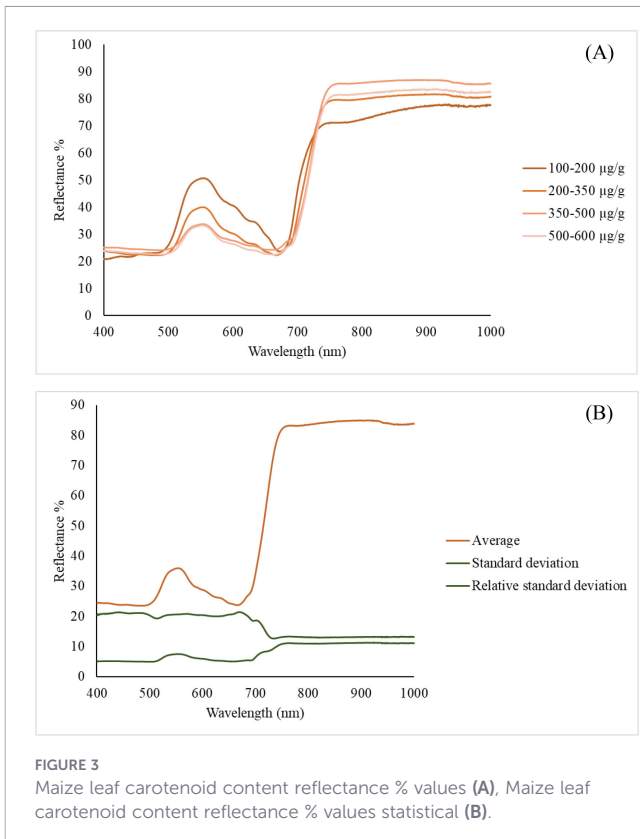 (A)
100
90
80
70
60
50
40
30
20
10
0
Reflectance %
400 500 600 700 800 900 1000
Wavelength (nm)
100-200 µg/g
200-350 µg/g
350-500 µg/g
500-600 µg/g
(B)
90
80
70
60
50
40
30
20
10
0
Reflectance %
400 500 600 700 800 900 1000
Wavelength (nm)
Average
Standard deviation
Relative standard deviation
FIGURE 3
Maize leaf carotenoid content reflectance % values (A), Maize leaf
carotenoid content reflectance % values statistical (B).